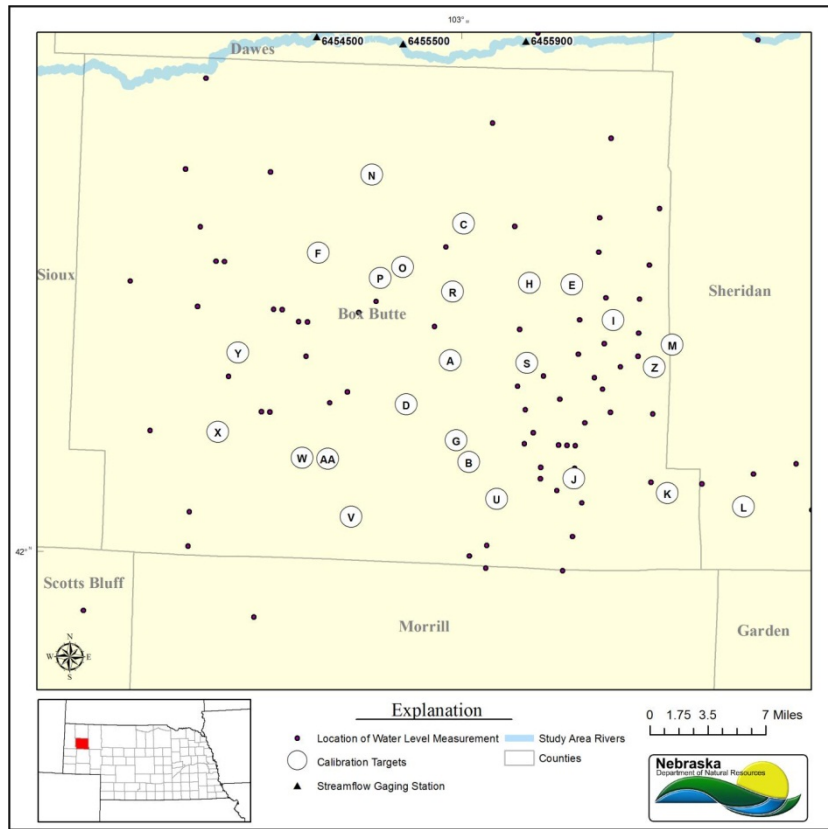 103°
Dawes
6454500 6455500 6455900
N
C
F
O
P
H E
Sioux
R
Sheridan
Box Butte
I
M
Y
A S
Z
D
X
G
W AA
B
J
K
U
L
V
42°
Scotts Bluff
Morrill
Garden
N
W E
S
Explanation
Location of Water Level Measurement
Study Area Rivers
Calibration Targets
Counties
Streamflow Gaging Station
0 1.75 3.5 7 Miles
Nebraska
Department of Natural Resources